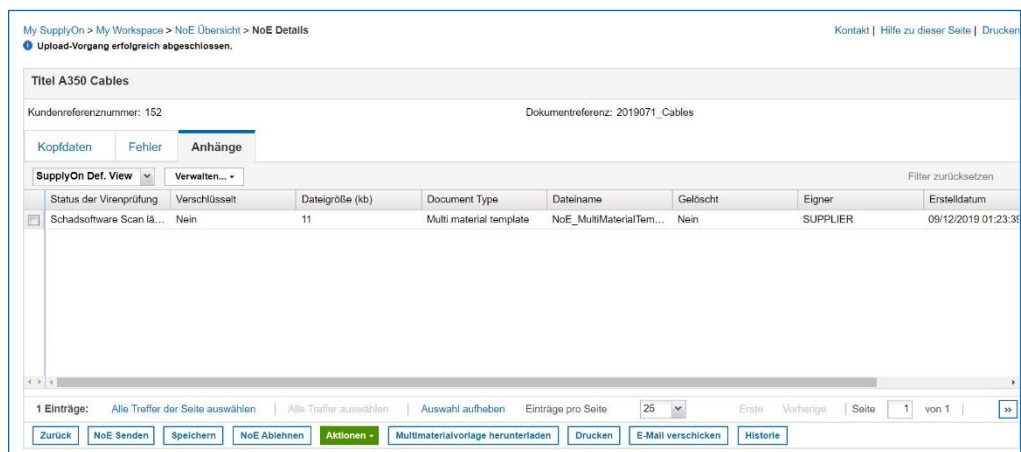 My SupplyOn > My Workspace > NoE Übersicht > NoE Details
Kontakt | Hilfe zu dieser Seite | Drucken
Upload-Vorgang erfolgreich abgeschlossen.
Titel A350 Cables
Kundenreferenznummer: 152 Dokumentreferenz: 2019071_Cables
Kopfdaten Fehler Anhänge
SupplyOn Def. View Verwalten... Filter zurücksetzen
Status der Virenprüfung Verschlüsselt Dateigröße (kb) Document Type Dateiname Gelöscht Eigner Erstelldatum
Schadsoftware Scan lä... Nein 11 Multi material template NoE_MultiMaterialTem... Nein SUPPLIER 09/12/2019 01:23:39
1 Einträge: Alle Treffer der Seite auswählen | Alle Treffer auswählen | Auswahl aufheben Einträge pro Seite 25 Erste Vorherige | Seite 1 von 1 | »
Zurück NoE Senden Speichern NoE Ablehnen Aktionen Multimaterialvorlage herunterladen Drucken E-Mail verschicken Historie